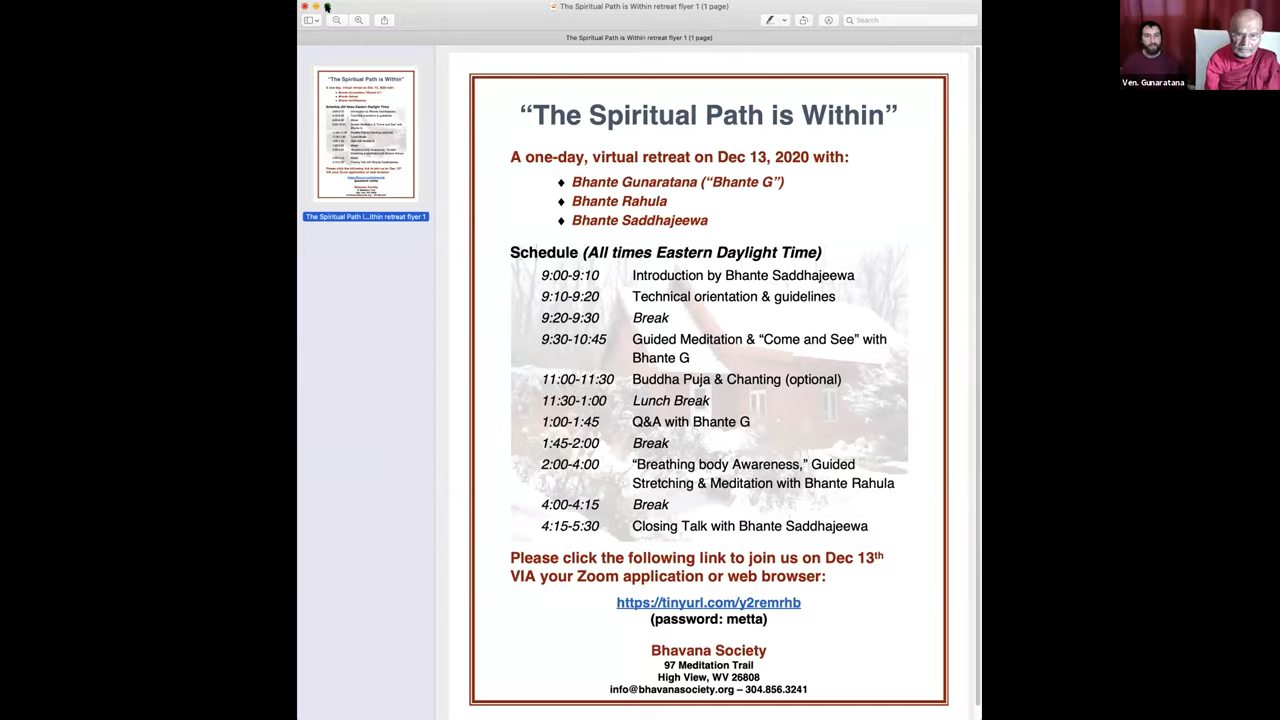 The Spiritual Path is Within retreat flyer 1 (1 page)
Search
The Spiritual Path is Within retreat flyer 1 (1 page)
The Spiritual Path I...ithin retreat flyer 1
“The Spiritual Path is Within”
A one-day, virtual retreat on Dec 13, 2020 with:
♦ Bhante Gunaratana (“Bhante G”)
♦ Bhante Rahula
♦ Bhante Saddhajeewa
Schedule (All times Eastern Daylight Time)
9:00-9:10 Introduction by Bhante Saddhajeewa
9:10-9:20 Technical orientation & guidelines
9:20-9:30 Break
9:30-10:45 Guided Meditation & “Come and See” with
Bhante G
11:00-11:30 Buddha Puja & Chanting (optional)
11:30-1:00 Lunch Break
1:00-1:45 Q&A with Bhante G
1:45-2:00 Break
2:00-4:00 “Breathing body Awareness,” Guided
Stretching & Meditation with Bhante Rahula
4:00-4:15 Break
4:15-5:30 Closing Talk with Bhante Saddhajeewa
Please click the following link to join us on Dec 13th
VIA your Zoom application or web browser:
https://tinyurl.com/y2remrhb
(password: metta)
Bhavana Society
97 Meditation Trail
High View, WV 26808
info@bhavanasociety.org – 304.856.3241
Ven. Gunaratana